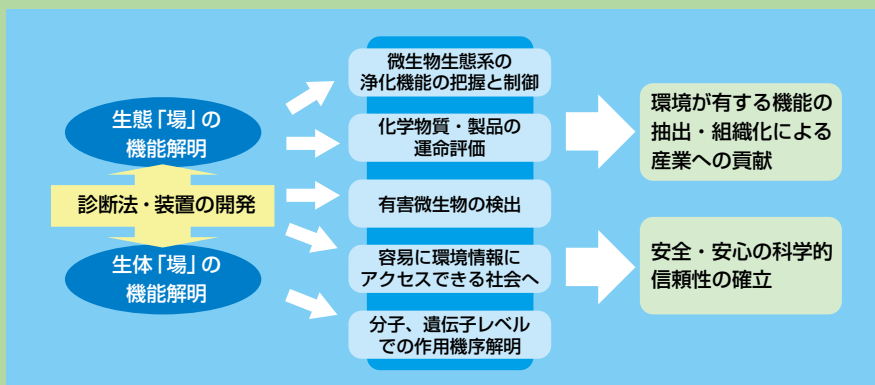 生態「場」の
機能解明
診断法・装置の開発
生体「場」の
機能解明
微生物生態系の
浄化機能の把握と制御
化学物質・製品の
運命評価
有害微生物の検出
容易に環境情報に
アクセスできる社会へ
分子、遺伝子レベル
での作用機序解明
環境が有する機能の
抽出・組織化による
産業への貢献
安全・安心の科学的
信頼性の確立